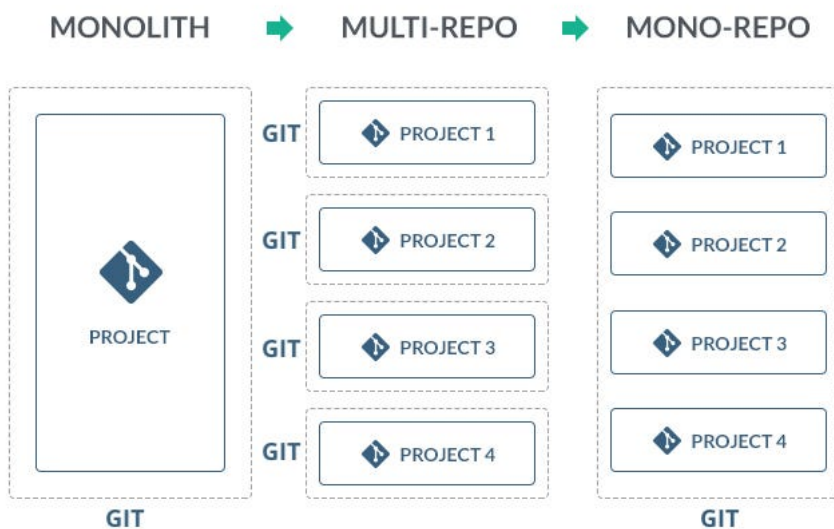 MONOLITH
MULTI-REPO
MONO-REPO
PROJECT
GIT
GIT
PROJECT 1
GIT
PROJECT 2
GIT
PROJECT 3
GIT
PROJECT 4
PROJECT 1
PROJECT 2
PROJECT 3
PROJECT 4
GIT